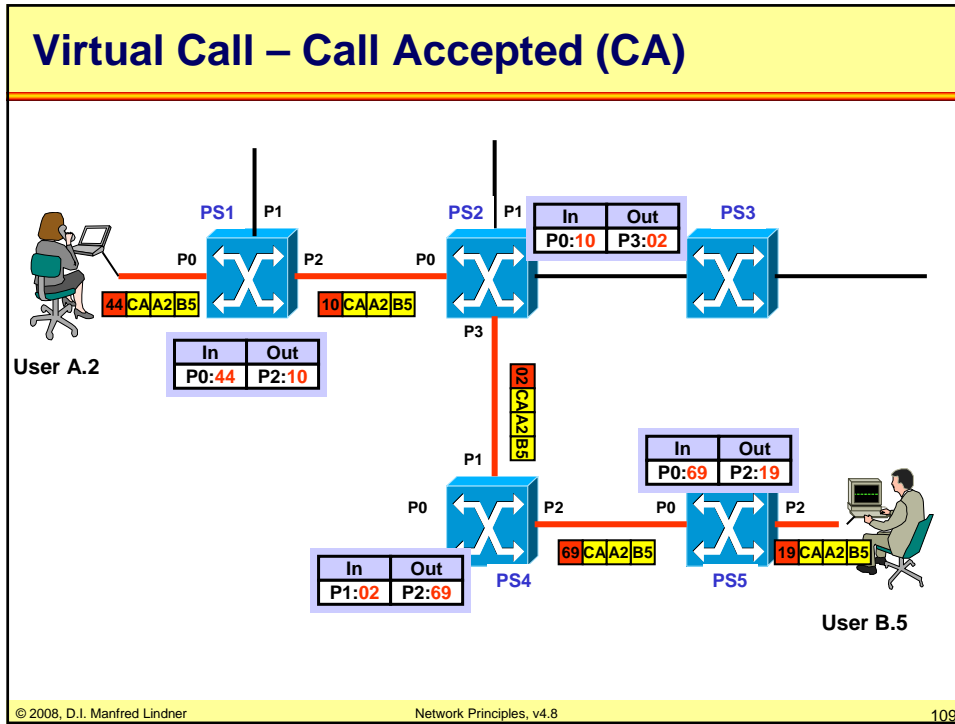 Virtual Call – Call Accepted (CA)
PS1
P1
PS2
P1
In Out
P0:10 P3:02
PS3
P0
P2
P0
44 CA A2 B5
10 CA A2 B5
P3
User A.2
In Out
P0:44 P2:10
02 CA A2 B5
In Out
P0:69 P2:19
P1
P0
P2
P0
P2
69 CA A2 B5
19 CA A2 B5
In Out
P1:02 P2:69
PS4
PS5
User B.5
© 2008, D.I. Manfred Lindner
Network Principles, v4.8
109